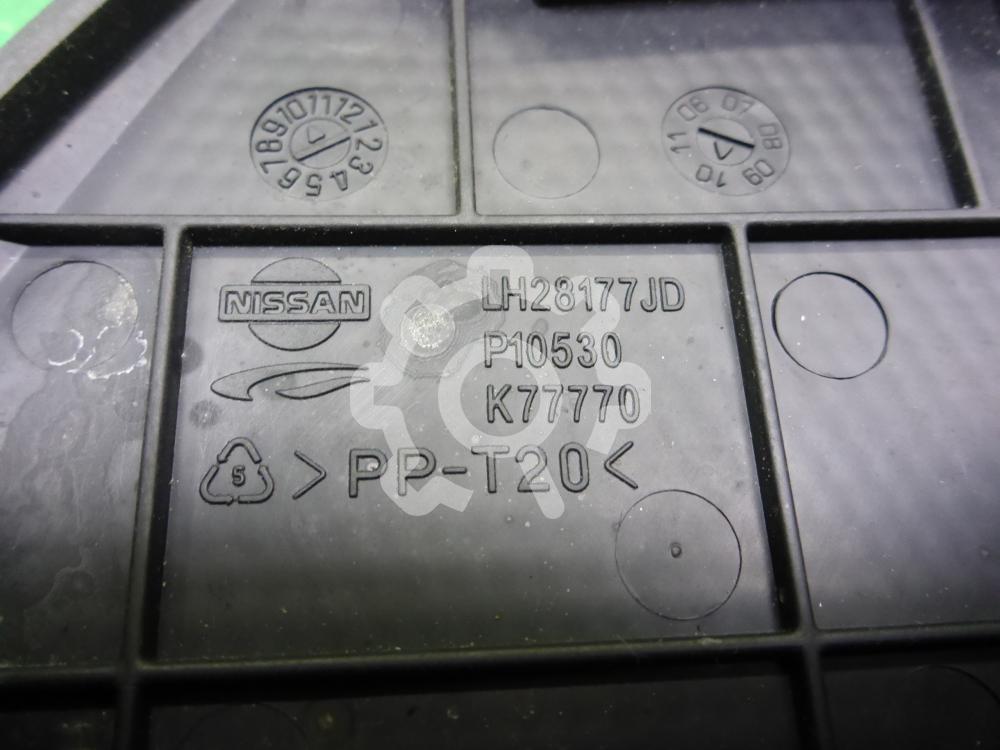 7 8 9 10 11 12 1 2 3 4 5 6
06 07 08 09 10 11
NISSAN
LH28177JD
P10530
K77770
5
>PP-T20<